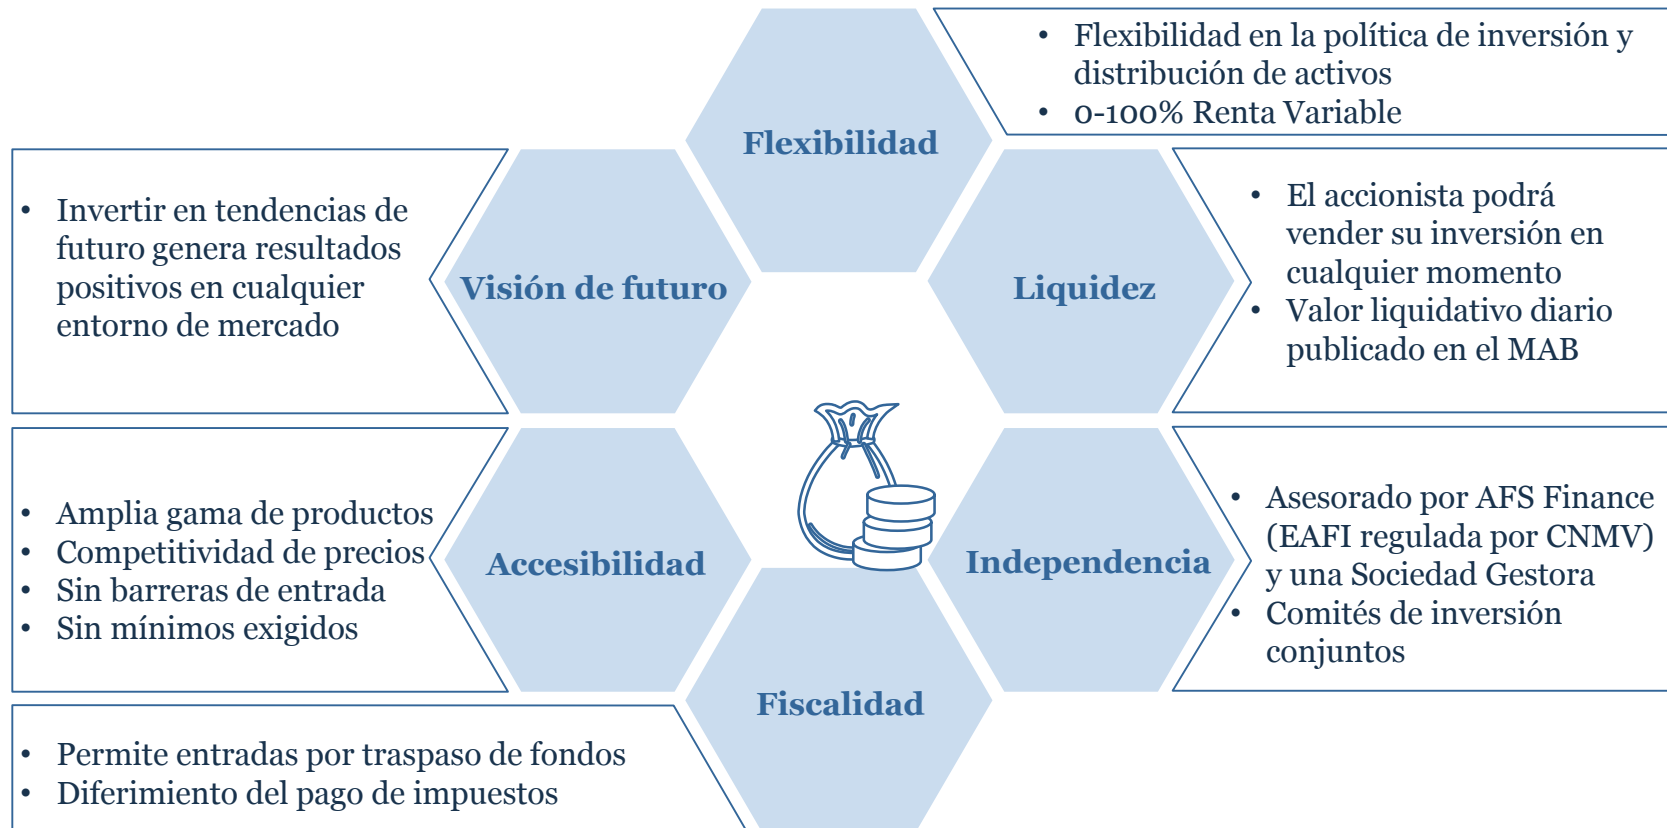 Flexibilidad
• Flexibilidad en la política de inversión y
distribución de activos
• 0-100% Renta Variable
Visión de futuro
• Invertir en tendencias de
futuro genera resultados
positivos en cualquier
entorno de mercado
Liquidez
• El accionista podrá
vender su inversión en
cualquier momento
• Valor liquidativo diario
publicado en el MAB
Accesibilidad
• Amplia gama de productos
• Competitividad de precios
• Sin barreras de entrada
• Sin mínimos exigidos
Independencia
• Asesorado por AFS Finance
(EAFI regulada por CNMV)
y una Sociedad Gestora
• Comités de inversión
conjuntos
Fiscalidad
• Permite entradas por traspaso de fondos
• Diferimiento del pago de impuestos